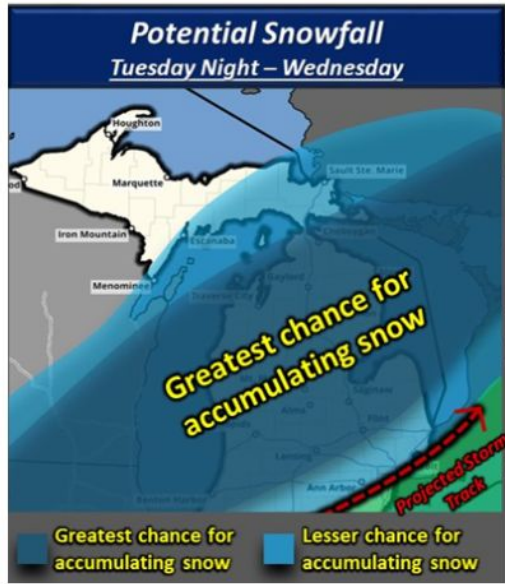 Potential Snowfall
Tuesday Night – Wednesday
Houghton
Marquette
Sault Ste. Marie
Iron Mountain
Escanaba
Cheboygan
Menominee
Gaylord
Traverse City
Greatest chance for
accumulating snow
Saginaw
Alma
Flint
Lansing
Ann Arbor
Benton Harbor
Projected Storm
Track
Greatest chance for
accumulating snow
Lesser chance for
accumulating snow